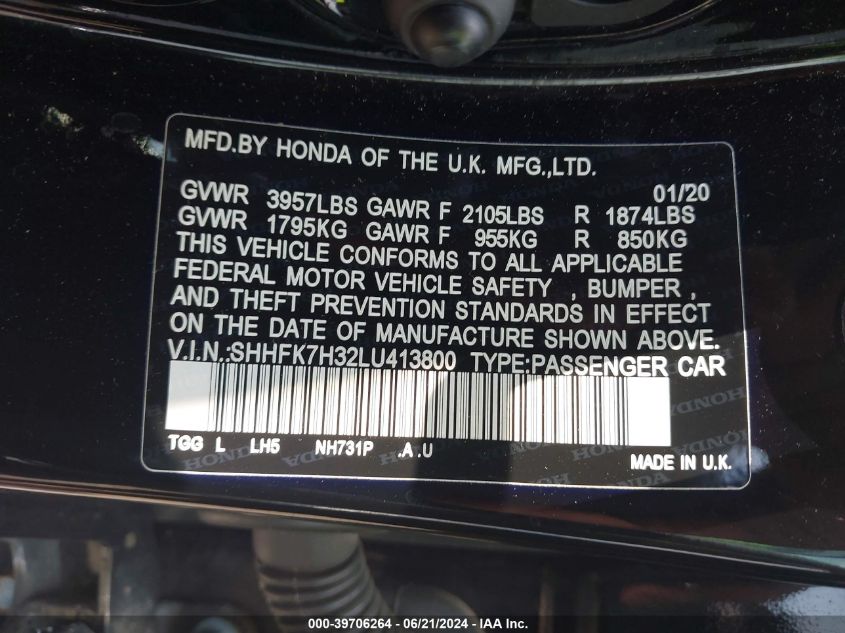 MFD.BY HONDA OF THE U.K. MFG.,LTD.
01/20
GVWR 3957LBS GAWR F 2105LBS R 1874LBS
GVWR 1795KG GAWR F 955KG R 850KG
THIS VEHICLE CONFORMS TO ALL APPLICABLE
FEDERAL MOTOR VEHICLE SAFETY , BUMPER ,
AND THEFT PREVENTION STANDARDS IN EFFECT
ON THE DATE OF MANUFACTURE SHOWN ABOVE.
V.I.N.:SHHFK7H32LU413800 TYPE:PASSENGER CAR
TGG L LH5 NH731P .A .U
MADE IN U.K.
000-39706264 - 06/21/2024 - IAA Inc.